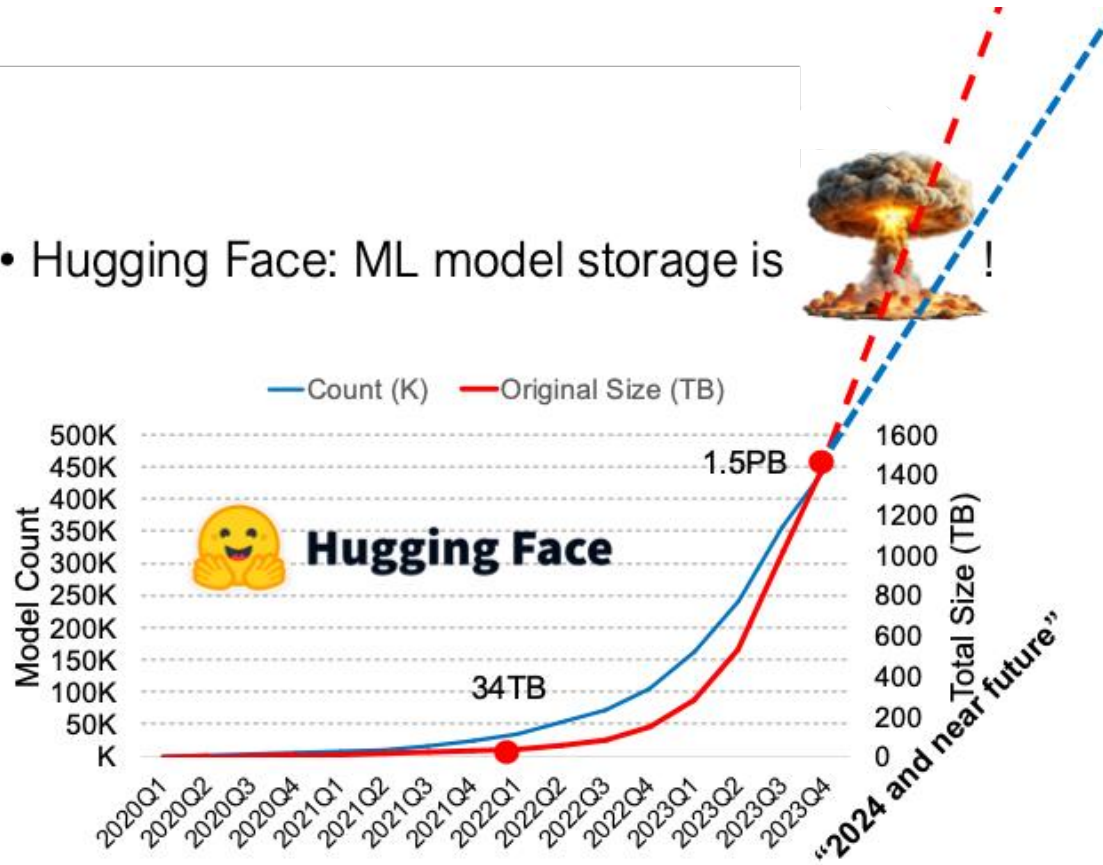 • Hugging Face: ML model storage is !
Count (K) Original Size (TB)
500K
450K
400K
350K
300K
250K
200K
150K
100K
50K
K
Model Count
1.5PB
Hugging Face
34TB
1600
1400
1200
1000
800
600
400
200
0
Total Size (TB)
2020Q1
2020Q2
2020Q3
2020Q4
2021Q1
2021Q2
2021Q3
2021Q4
2022Q1
2022Q2
2022Q3
2022Q4
2023Q1
2023Q2
2023Q3
2023Q4
“2024 and near future”